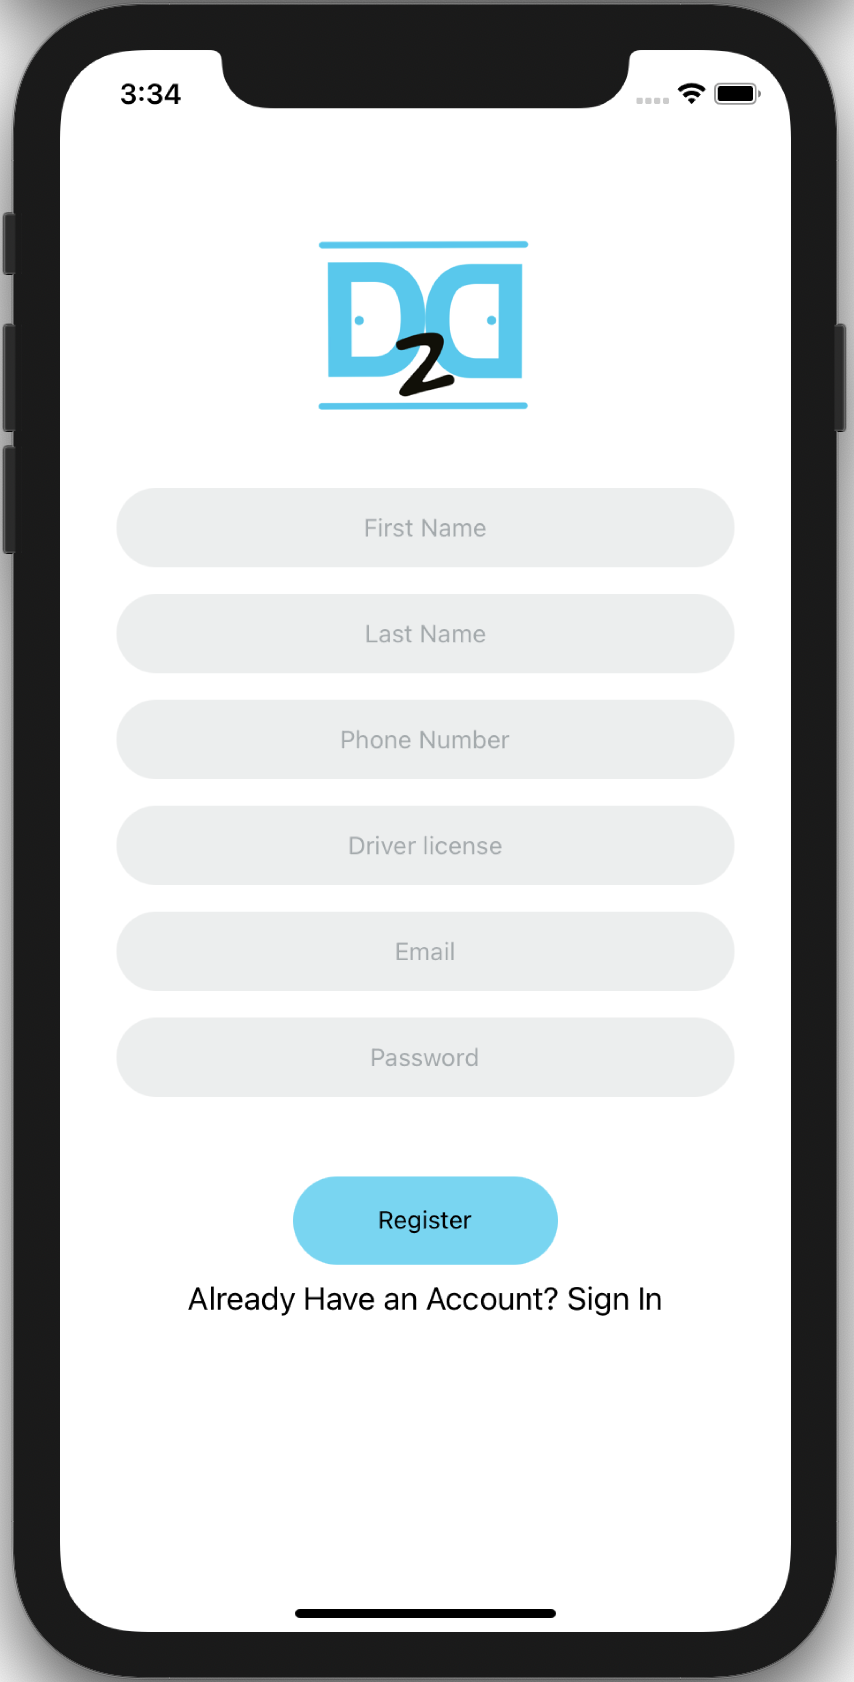 3:34
D2D
First Name
Last Name
Phone Number
Driver license
Email
Password
Register
Already Have an Account? Sign In